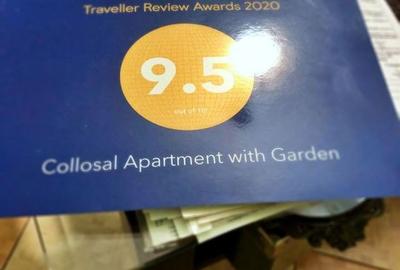 Traveller Review Awards 2020
9.5
out of 10
Collosal Apartment with Garden